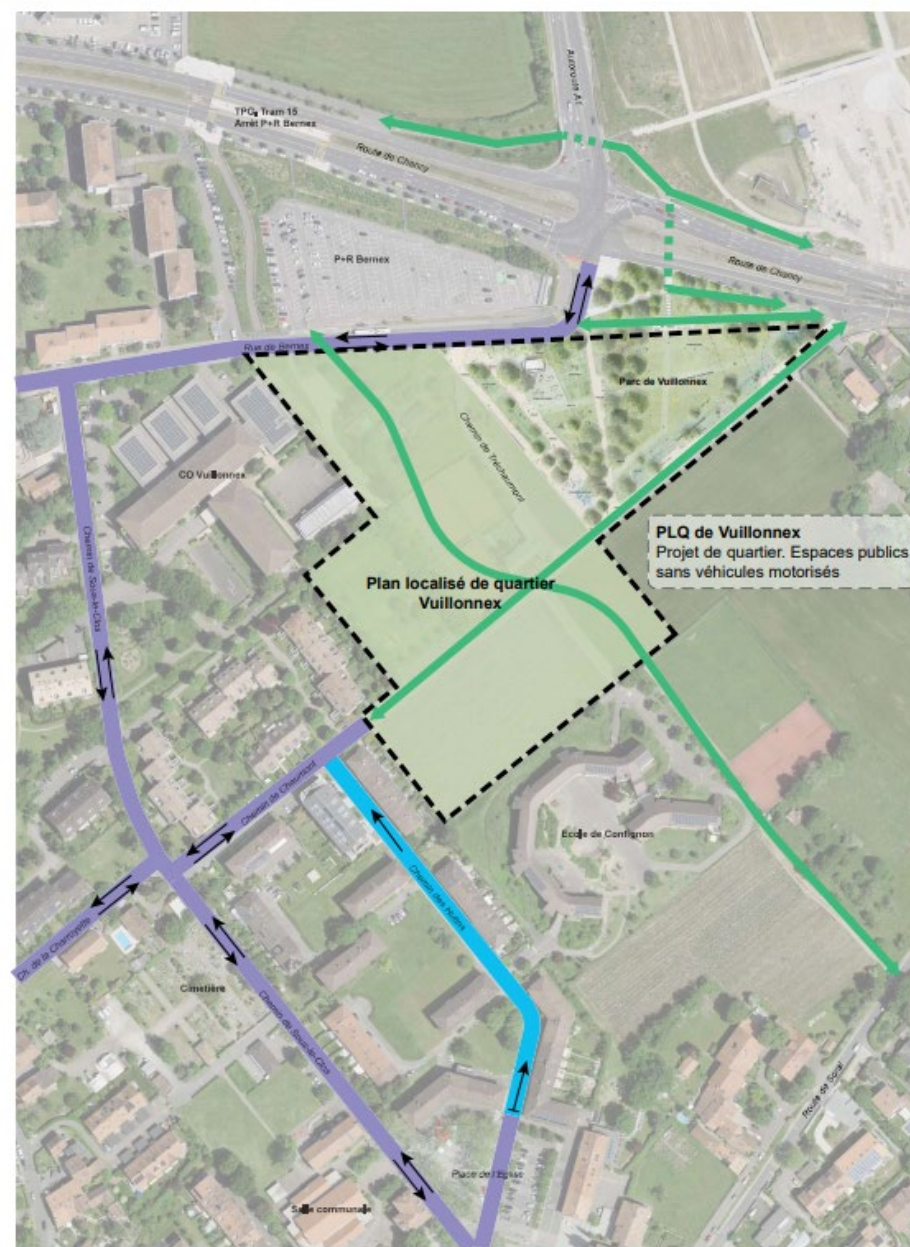 Autoroute A1
TPG, Tram 15
Arrêt P+R Bernex
Route de Chancy
P+R Bernex
Route de Chancy
Rue de Bernex
Parc de Vuillonnex
Chemin de Tréchaumont
CO Vuillonnex
PLQ de Vuillonnex
Projet de quartier. Espaces publics
sans véhicules motorisés
Chemin de Sous-le-Clos
Plan localisé de quartier
Vuillonnex
Chemin de Chaumont
Ecole de Confignon
Chemin des Hutins
Ch. de la Charroyette
Cimetière
Chemin de Sous-le-Clos
Route de Soral
Place de l'Eglise
Salle communale